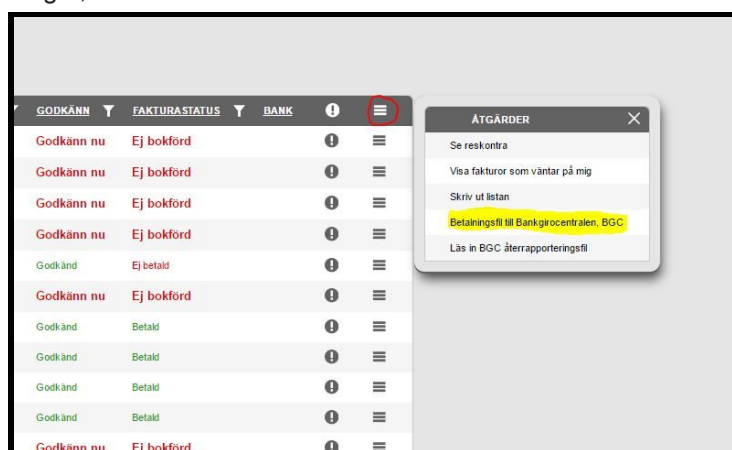 GODKÄNN FAKTURASTATUS BANK
Godkänn nu Ej bokförd
Godkänn nu Ej bokförd
Godkänn nu Ej bokförd
Godkänn nu Ej bokförd
Godkänd Ej betald
Godkänn nu Ej bokförd
Godkänd Betald
Godkänd Betald
Godkänd Betald
Godkänd Betald
Godkänn nu Ej bokförd
ÅTGÄRDER
Se reskontra
Visa fakturor som väntar på mig
Skriv ut listan
Betalningsfil till Bankgirocentralen, BGC
Läs in BGC återrapporteringsfil